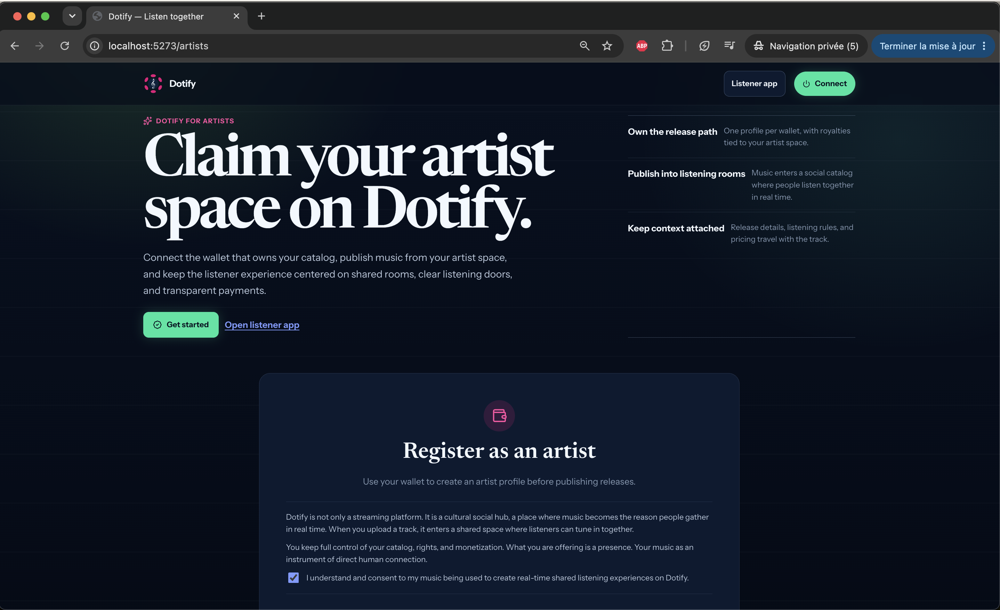 Dotify — Listen together
localhost:5273/artists
ABP
Navigation privée (5)
Terminer la mise à jour
Dotify
Listener app
Connect
DOTIFY FOR ARTISTS
Claim your artist
space on Dotify.
Connect the wallet that owns your catalog, publish music from your artist space,
and keep the listener experience centered on shared rooms, clear listening doors,
and transparent payments.
Get started
Open listener app
Own the release path
One profile per wallet, with royalties
tied to your artist space.
Publish into listening rooms
Music enters a social catalog
where people listen together
in real time.
Keep context attached
Release details, listening rules, and
pricing travel with the track.
Register as an artist
Use your wallet to create an artist profile before publishing releases.
Dotify is not only a streaming platform. It is a cultural social hub, a place where music becomes the reason people gather
in real time. When you upload a track, it enters a shared space where listeners can tune in together.
You keep full control of your catalog, rights, and monetization. What you are offering is a presence. Your music as an
instrument of direct human connection.
I understand and consent to my music being used to create real-time shared listening experiences on Dotify.